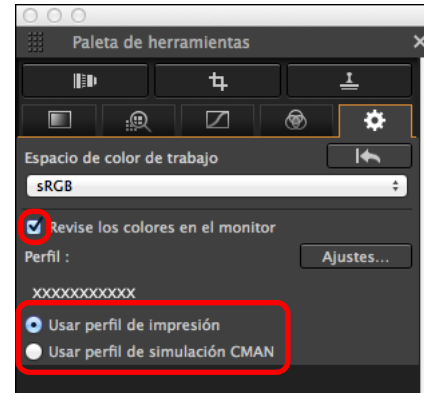 Paleta de herramientas
Espacio de color de trabajo
sRGB
Revise los colores en el monitor
Perfil :
Ajustes...
XXXXXXXXXXX
Usar perfil de impresión
Usar perfil de simulación CMAN